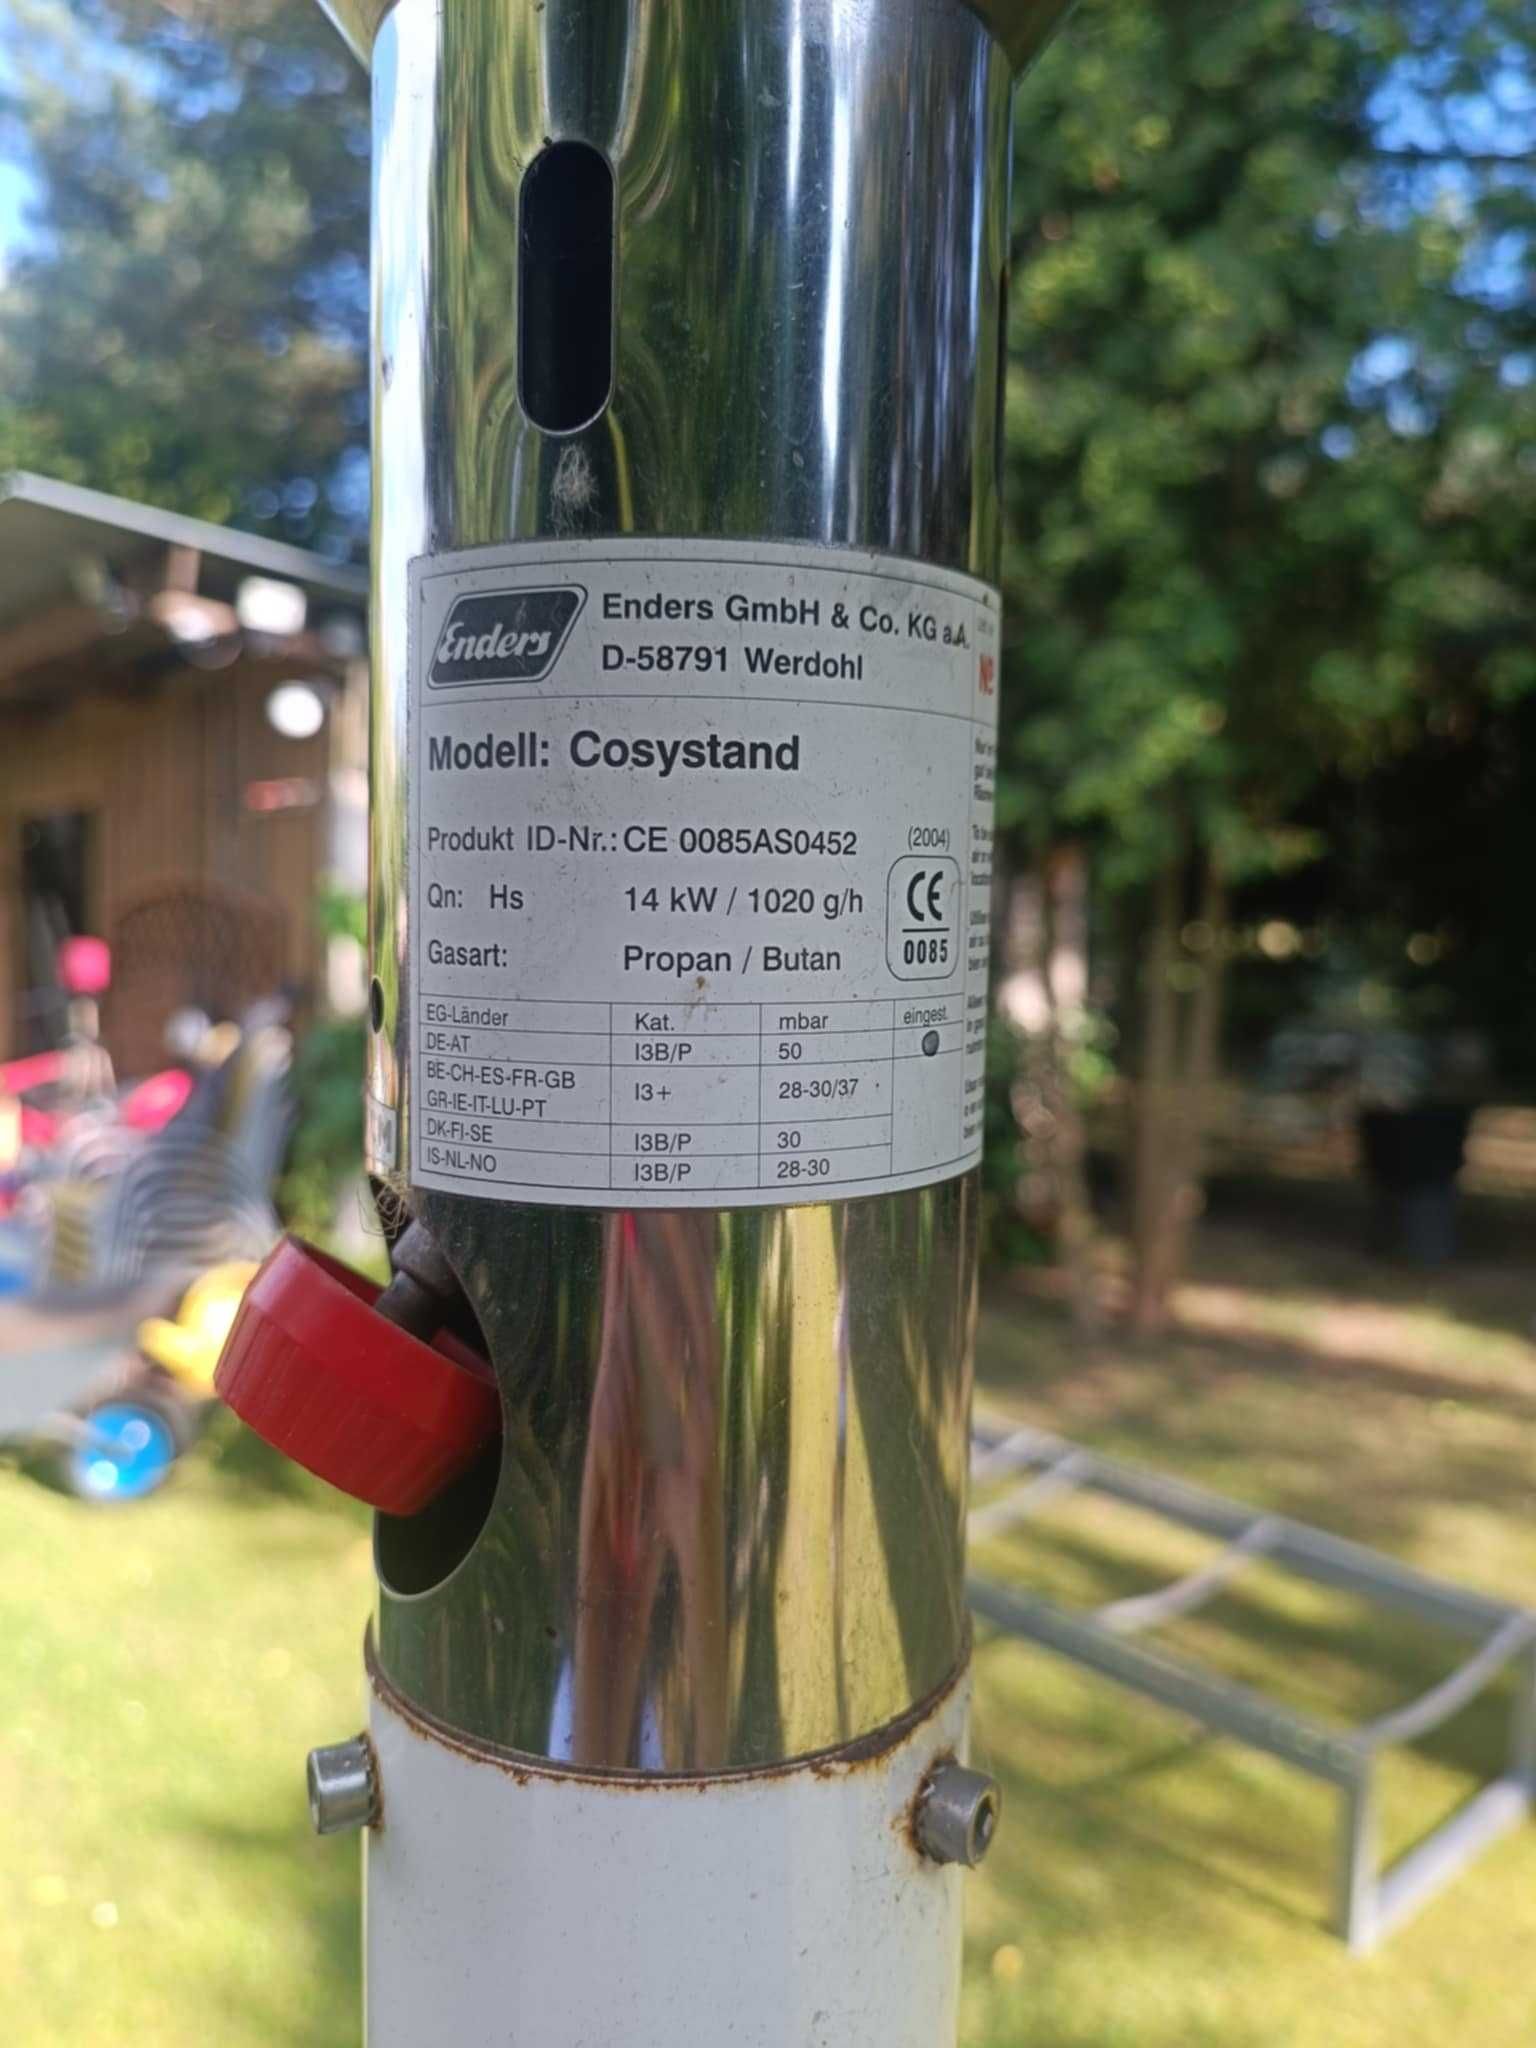 Enders
Enders GmbH & Co. KG a.A.
D-58791 Werdohl
Modell: Cosystand
Produkt ID-Nr.: CE 0085AS0452 (2004)
Qn: Hs 14 kW / 1020 g/h
CE
0085
Gasart: Propan / Butan
EG-Länder Kat. mbar eingest.
DE-AT I3B/P 50
BE-CH-ES-FR-GB
GR-IE-IT-LU-PT I3+ 28-30/37
DK-FI-SE I3B/P 30
IS-NL-NO I3B/P 28-30